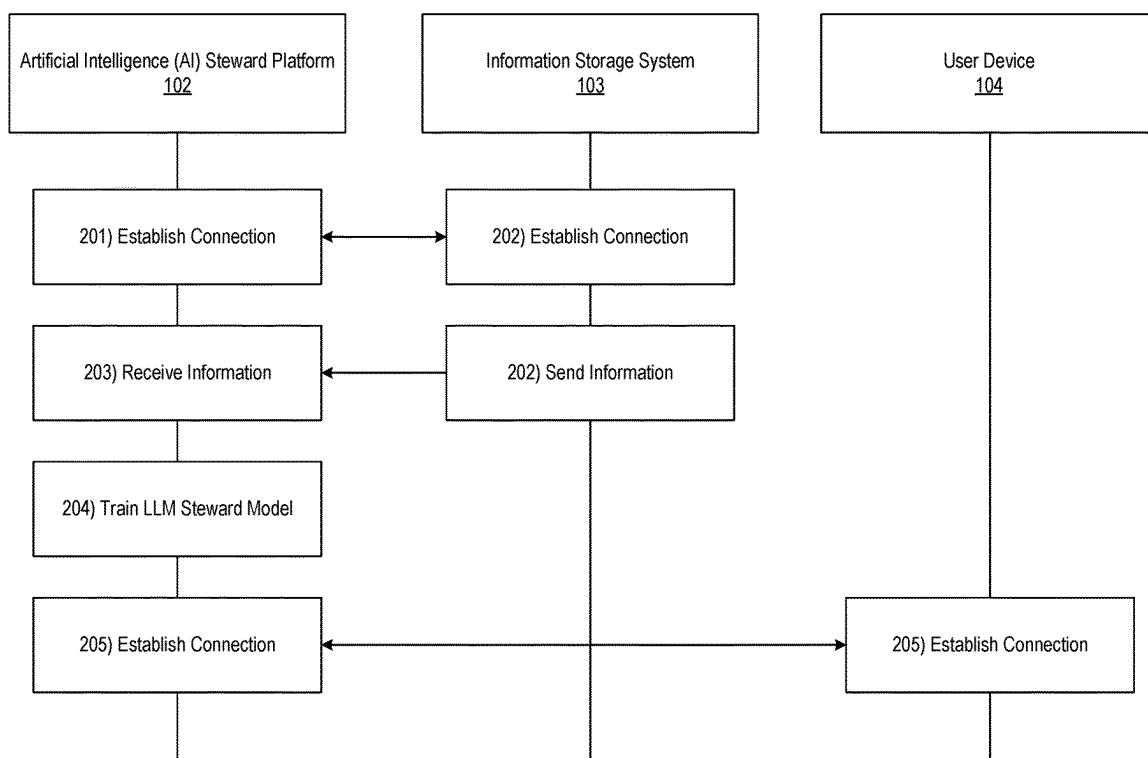 Artificial Intelligence (AI) Steward Platform
102
Information Storage System
103
User Device
104
201) Establish Connection
202) Establish Connection
203) Receive Information
202) Send Information
204) Train LLM Steward Model
205) Establish Connection
205) Establish Connection